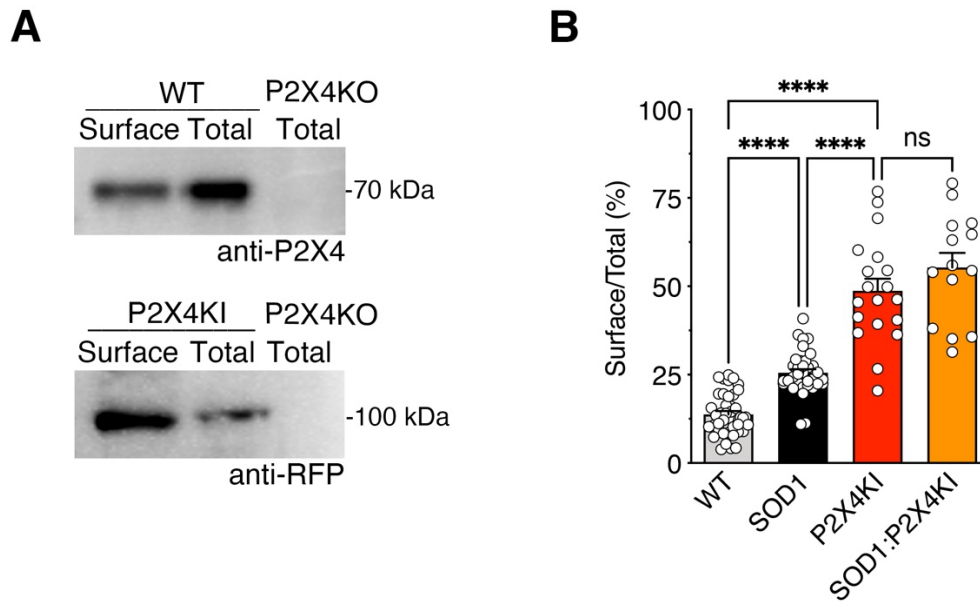 A
WT P2X4KO
Surface Total Total
-70 kDa
anti-P2X4
P2X4KI P2X4KO
Surface Total Total
-100 kDa
anti-RFP
B
Surface/Total (%)
100
75
50
25
0
****
**** **** ns
WT
SOD1
P2X4KI
SOD1:P2X4KI